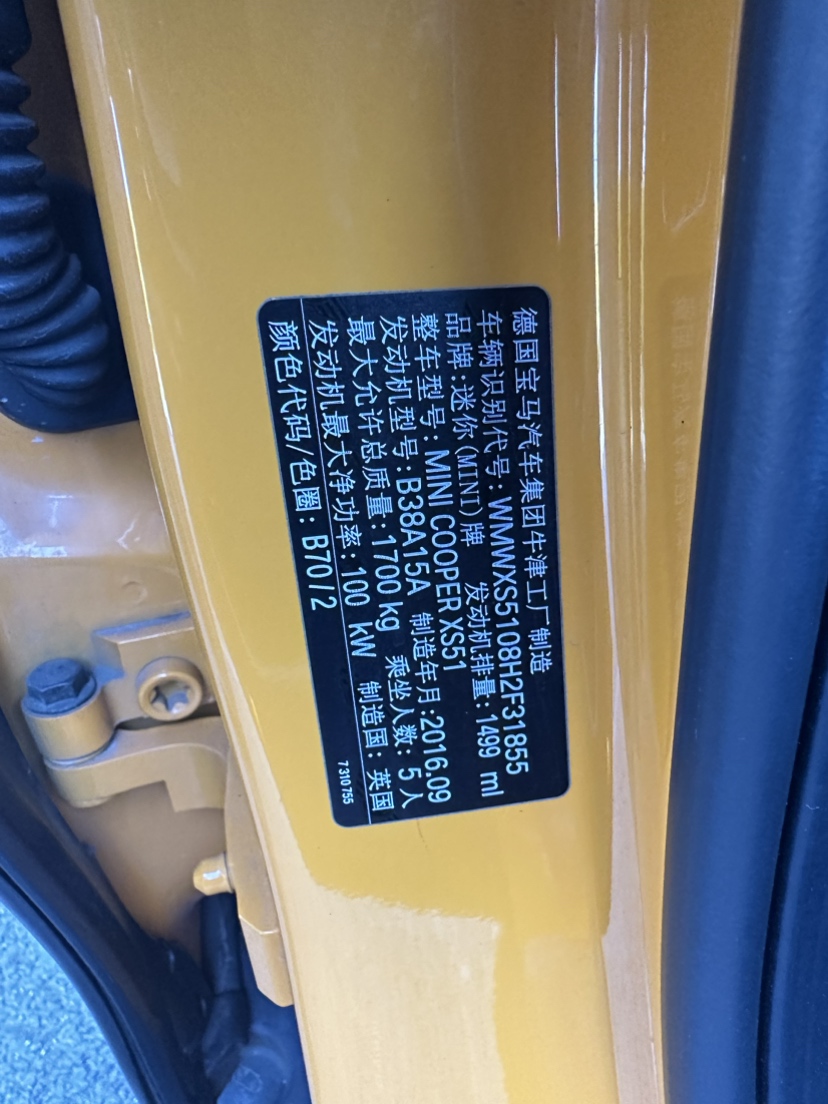 德国宝马汽车集团牛津工厂制造
车辆识别代号: WMWXS5108H2F31855
品牌:迷你(MINI)牌 发动机排量: 1499 ml
整车型号: MINI COOPER XS51
发动机型号: B38A15A 制造年月:2016.09
最大允许总质量: 1700 kg 乘坐人数: 5人
发动机最大净功率: 100 kW 制造国: 英国
颜色代码/色圈: B70/2
7310755